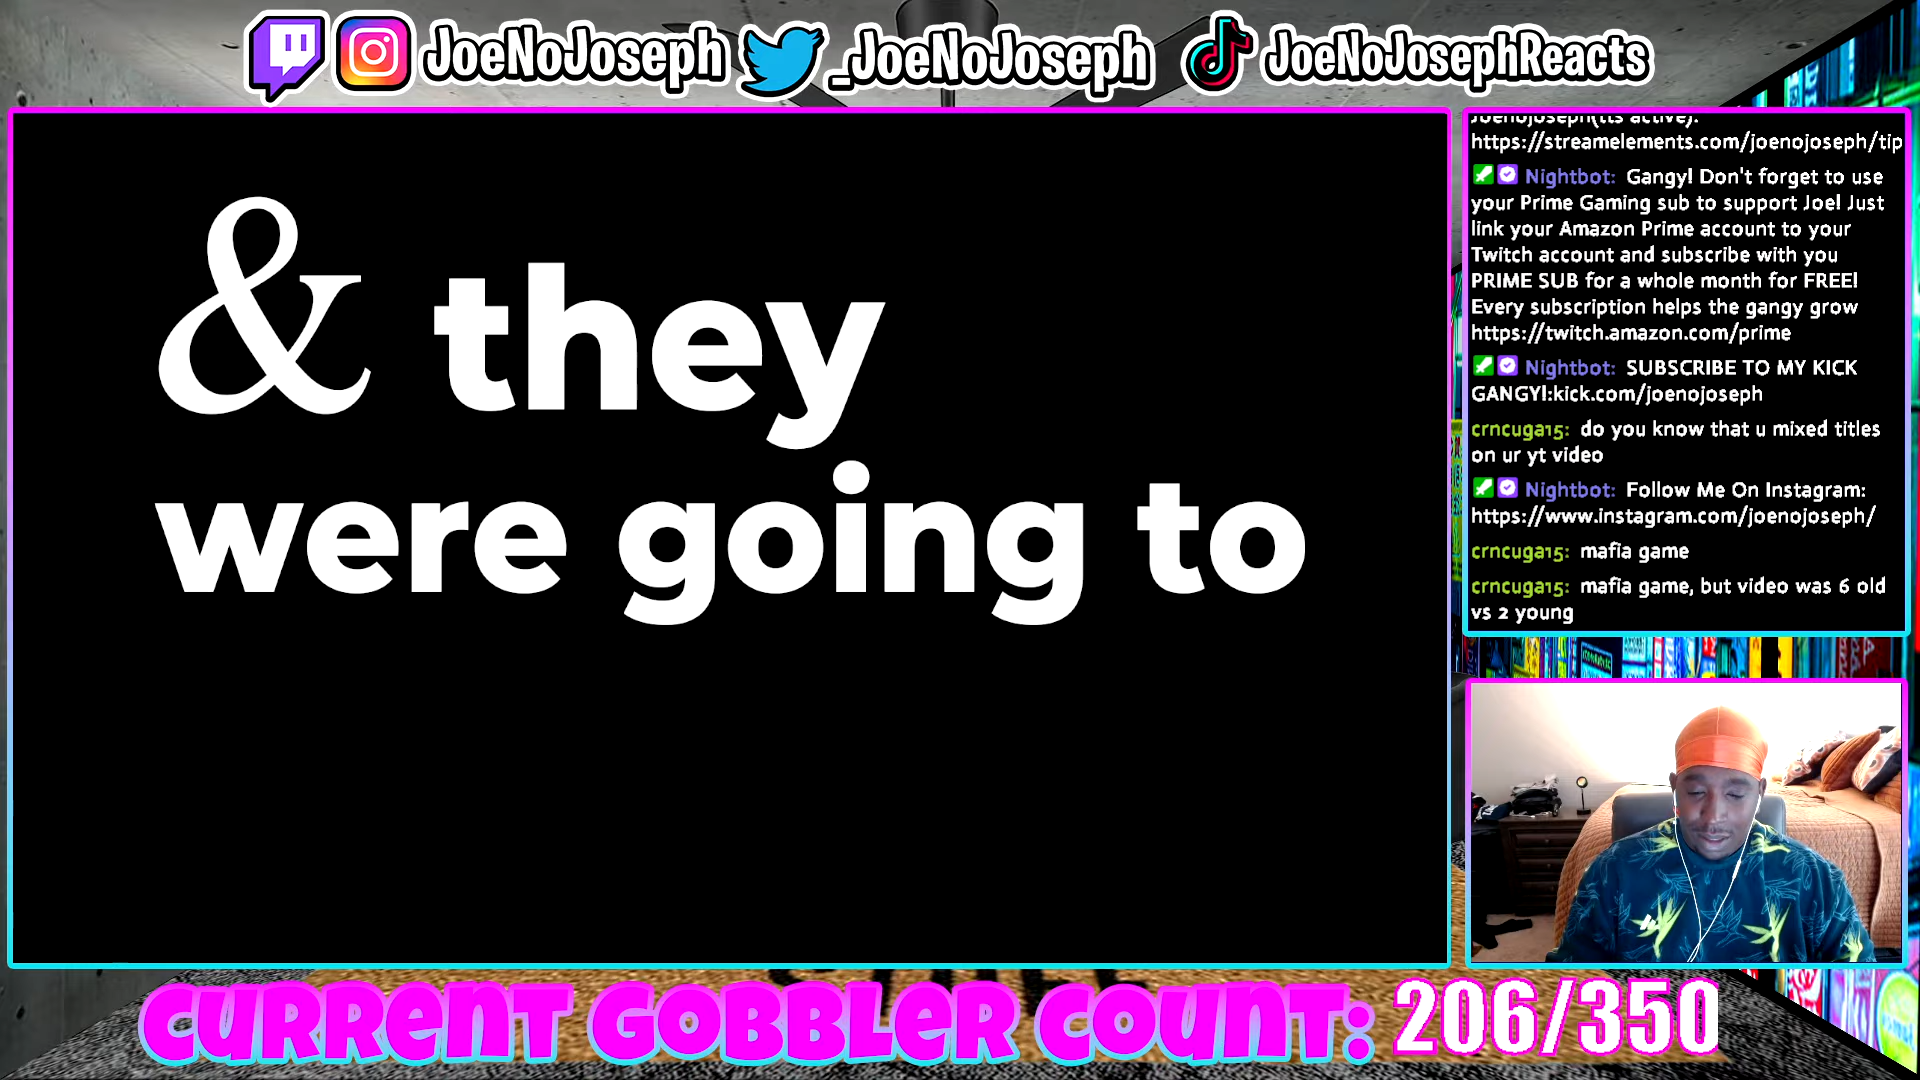 JoeNoJoseph _JoeNoJoseph JoeNoJosephReacts
& they
were going to
Joenojoseph(tts active):
https://streamelements.com/joenojoseph/tip
Nightbot: Gangy! Don't forget to use
your Prime Gaming sub to support Joe! Just
link your Amazon Prime account to your
Twitch account and subscribe with you
PRIME SUB for a whole month for FREE!
Every subscription helps the gangy grow
https://twitch.amazon.com/prime
Nightbot: SUBSCRIBE TO MY KICK
GANGY!:kick.com/joenojoseph
crncuga15: do you know that u mixed titles
on ur yt video
Nightbot: Follow Me On Instagram:
https://www.instagram.com/joenojoseph/
crncuga15: mafia game
crncuga15: mafia game, but video was 6 old
vs 2 young
CURRENT GOBBLER COUNT: 206/350